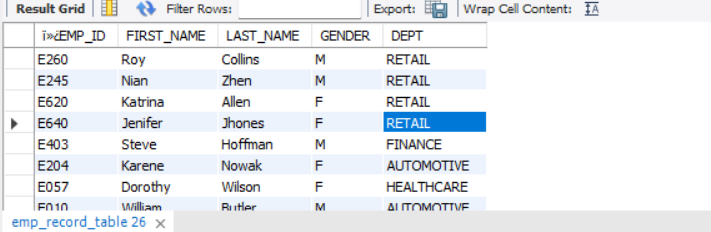 Result Grid Filter Rows: Export: Wrap Cell Content: IA
ï»¿EMP_ID FIRST_NAME LAST_NAME GENDER DEPT
E260 Roy Collins M RETAIL
E245 Nian Zhen M RETAIL
E620 Katrina Allen F RETAIL
E640 Jenifer Jhones F RETAIL
E403 Steve Hoffman M FINANCE
E204 Karene Nowak F AUTOMOTIVE
E057 Dorothy Wilson F HEALTHCARE
E010 William Butler M AUTOMOTIVE
emp_record_table 26